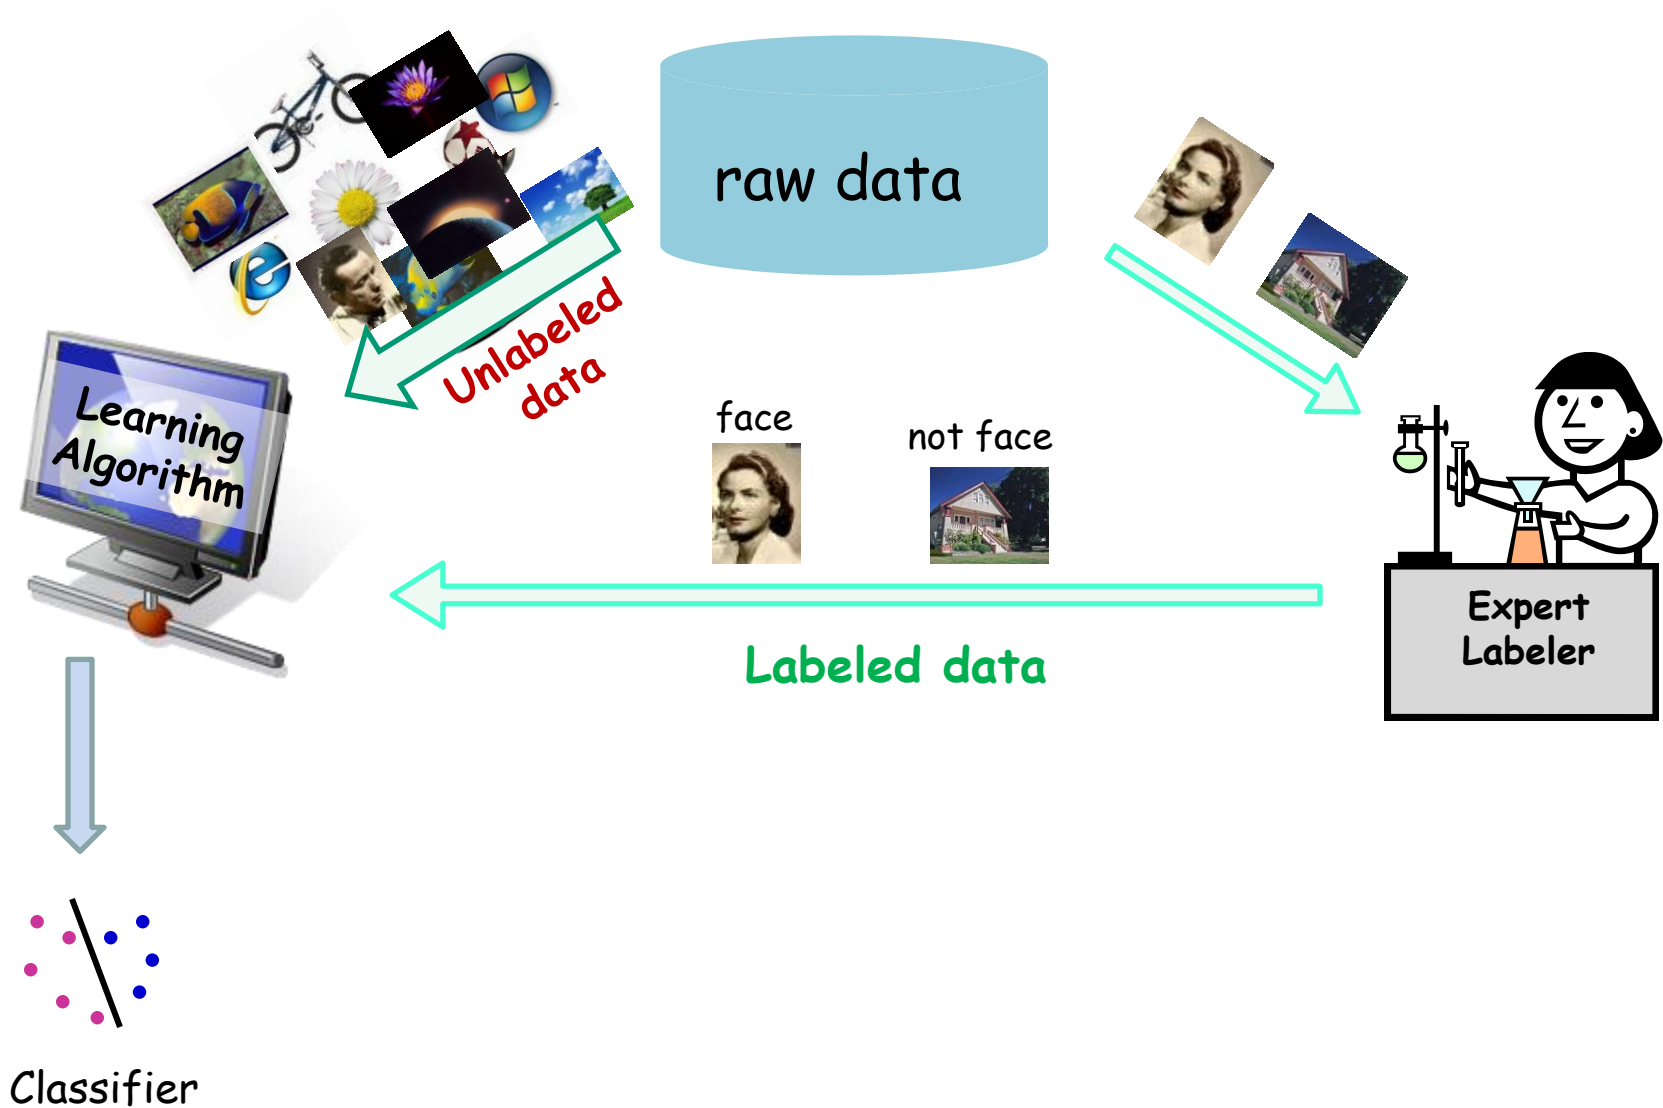 raw data
Unlabeled
data
Learning
Algorithm
face
not face
Expert
Labeler
Labeled data
Classifier